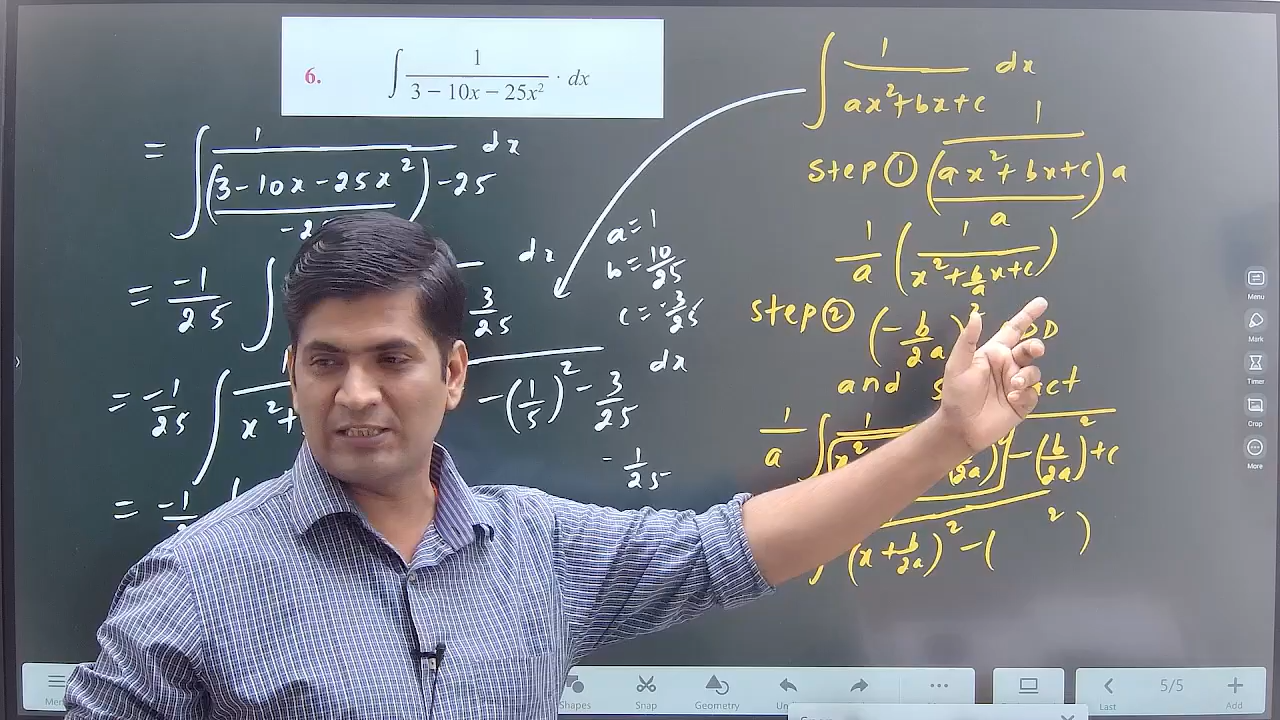 6. ∫ 1/(3 − 10x − 25x²) · dx
= ∫ 1/((3-10x-25x²)/-2 ) -25 dx
= -1/25 ∫ 3/25 dx
= -1/25 ∫ x²+ -(1/5)² - 3/25 dx
- 1/25
= -1/
a=1
b=10/25
c=-3/25
∫ 1/(ax²+bx+c) dx
step ① 1/((ax²+bx+c)/a)a
1/a (1/(x²+b/a x+c))
step ② (-b/2a)²
and
1/a ∫ 1/(x² /2a) -(b/2a)²+c
∫ (x+b/2a)² -( ² )
Menu
Mark
Timer
Crop
More
Shapes
Snap
Geometry
Last
5/5
Add